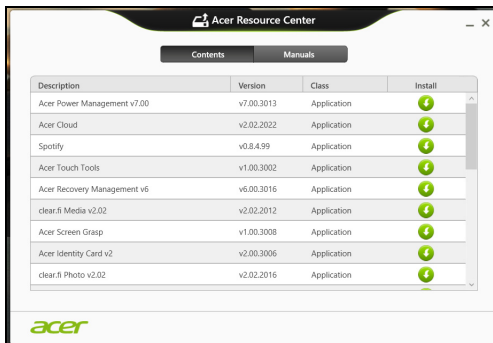 Acer Resource Center
Contents Manuals
Description Version Class Install
Acer Power Management v7.00 v7.00.3013 Application
Acer Cloud v2.02.2022 Application
Spotify v0.8.4.99 Application
Acer Touch Tools v1.00.3002 Application
Acer Recovery Management v6 v6.00.3016 Application
clear.fi Media v2.02 v2.02.2012 Application
Acer Screen Grasp v1.00.3008 Application
Acer Identity Card v2 v2.00.3006 Application
clear.fi Photo v2.02 v2.02.2016 Application
acer